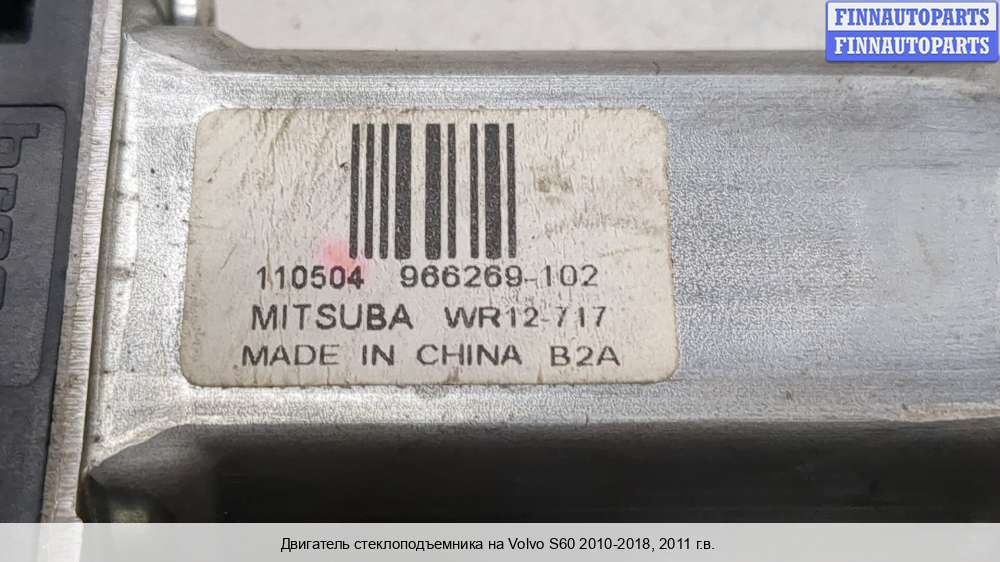 FINNAUTOPARTS
FINNAUTOPARTS
110504 966269-102
MITSUBA WR12-717
MADE IN CHINA B2A
Двигатель стеклоподъемника на Volvo S60 2010-2018, 2011 г.в.